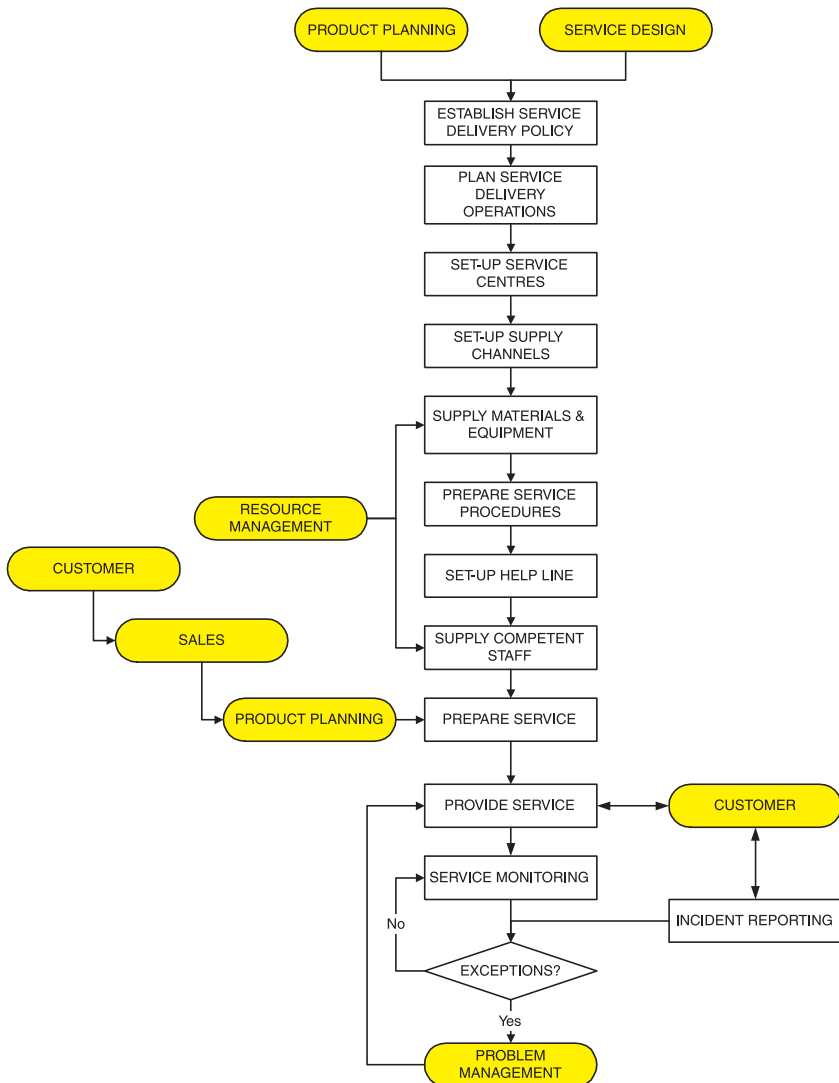 PRODUCT PLANNING
SERVICE DESIGN
ESTABLISH SERVICE
DELIVERY POLICY
PLAN SERVICE
DELIVERY
OPERATIONS
SET-UP SERVICE
CENTRES
SET-UP SUPPLY
CHANNELS
SUPPLY MATERIALS &
EQUIPMENT
RESOURCE
MANAGEMENT
PREPARE SERVICE
PROCEDURES
CUSTOMER
SET-UP HELP LINE
SALES
SUPPLY COMPETENT
STAFF
PRODUCT PLANNING
PREPARE SERVICE
PROVIDE SERVICE
CUSTOMER
SERVICE MONITORING
No
INCIDENT REPORTING
EXCEPTIONS?
Yes
PROBLEM
MANAGEMENT